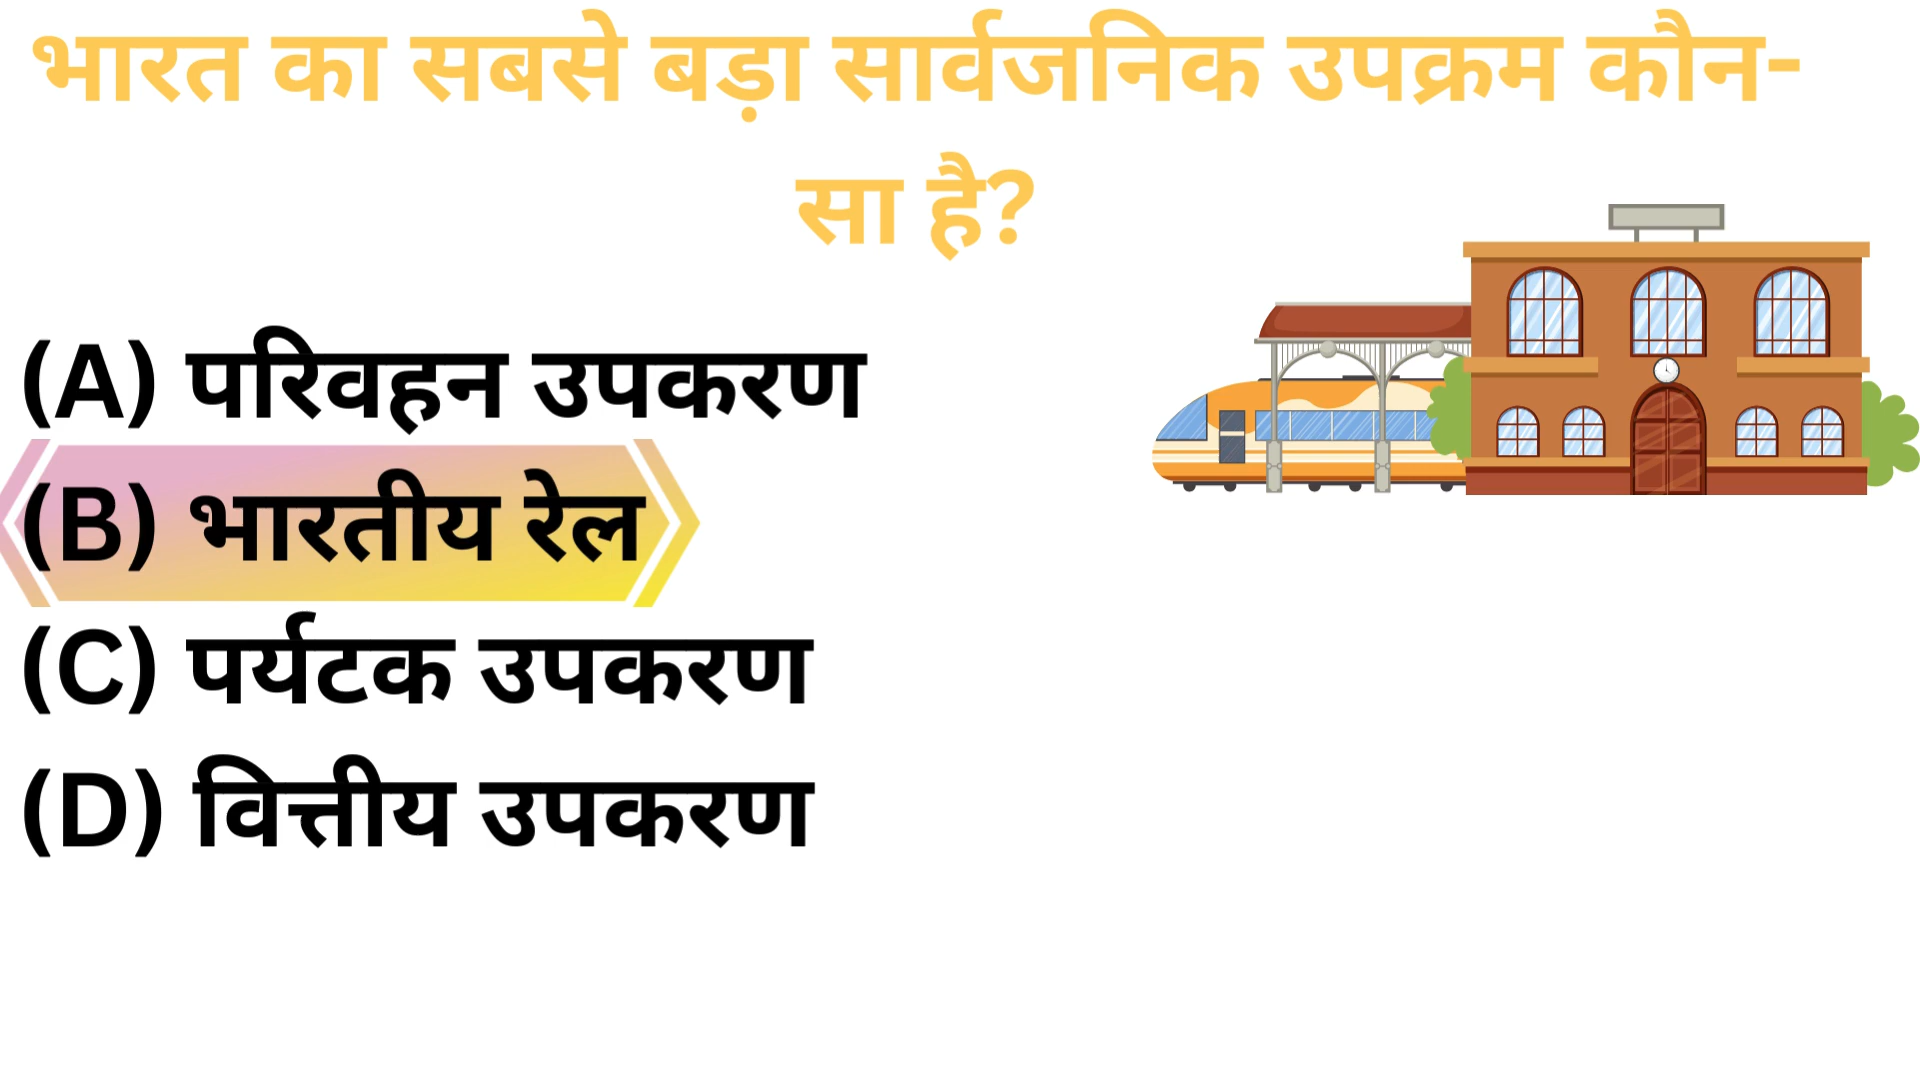 भारत का सबसे बड़ा सार्वजनिक उपक्रम कौन-
सा है?
(A) परिवहन उपकरण
(B) भारतीय रेल
(C) पर्यटक उपकरण
(D) वित्तीय उपकरण